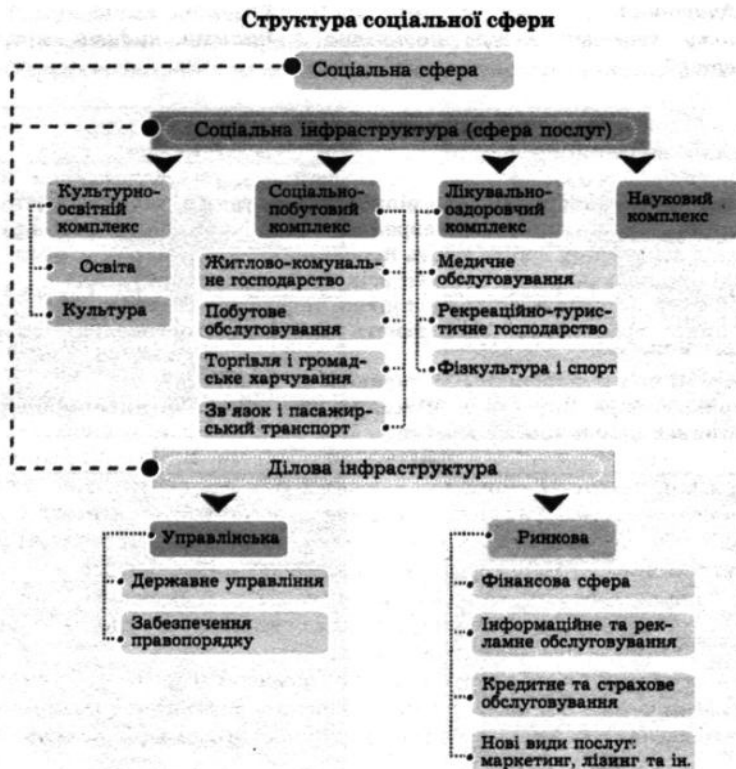 Структура соціальної сфери
Соціальна сфера
Соціальна інфраструктура (сфера послуг)
Культурно-
освітній
комплекс
Освіта
Культура
Соціально-
побутовий
комплекс
Житлово-комуналь-
не господарство
Побутове
обслуговування
Торгівля і громад-
ське харчування
Зв'язок і пасажир-
ський транспорт
Лікувально-
оздоровчий
комплекс
Медичне
обслуговування
Рекреаційно-турис-
тичне господарство
Фізкультура і спорт
Науковий
комплекс
Ділова інфраструктура
Управлінська
Державне управління
Забезпечення
правопорядку
Ринкова
Фінансова сфера
Інформаційне та рек-
ламне обслуговування
Кредитне та страхове
обслуговування
Нові види послуг:
маркетинг, лізинг та ін.